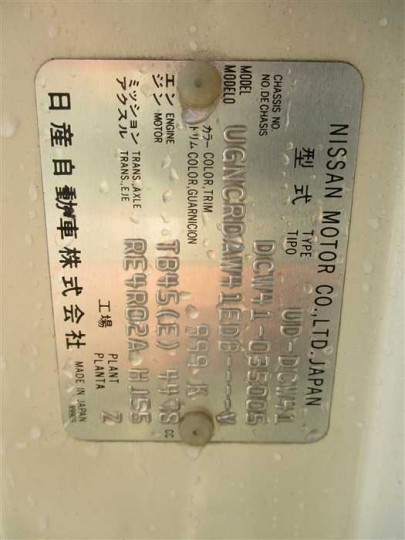 NISSAN MOTOR CO.,LTD.JAPAN
型式 TYPE TIPO UD-DCW41
CHASSIS NO. NO.DE CHASIS DCW41-035005
MODEL MODELO
カラー COLOR,TRIM
トリム COLOR,GUARNICION 999 K
エンジン ENGINE MOTOR TB45(E) 4478 cc
ミッション TRANS.,AXLE
アクスル TRANS.,EJE RE4R02A HJ55
工場 PLANT PLANTA
日産自動車株式会社 MADE IN JAPAN